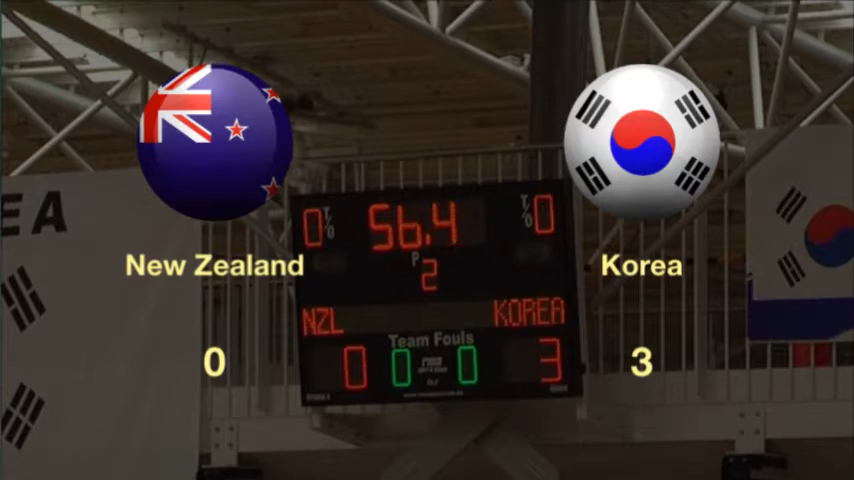 EA
0 T/O 56.4 T/O 0
P
2
New Zealand
Korea
NZL KOREA
Team Fouls
0 0 0 3
0
3